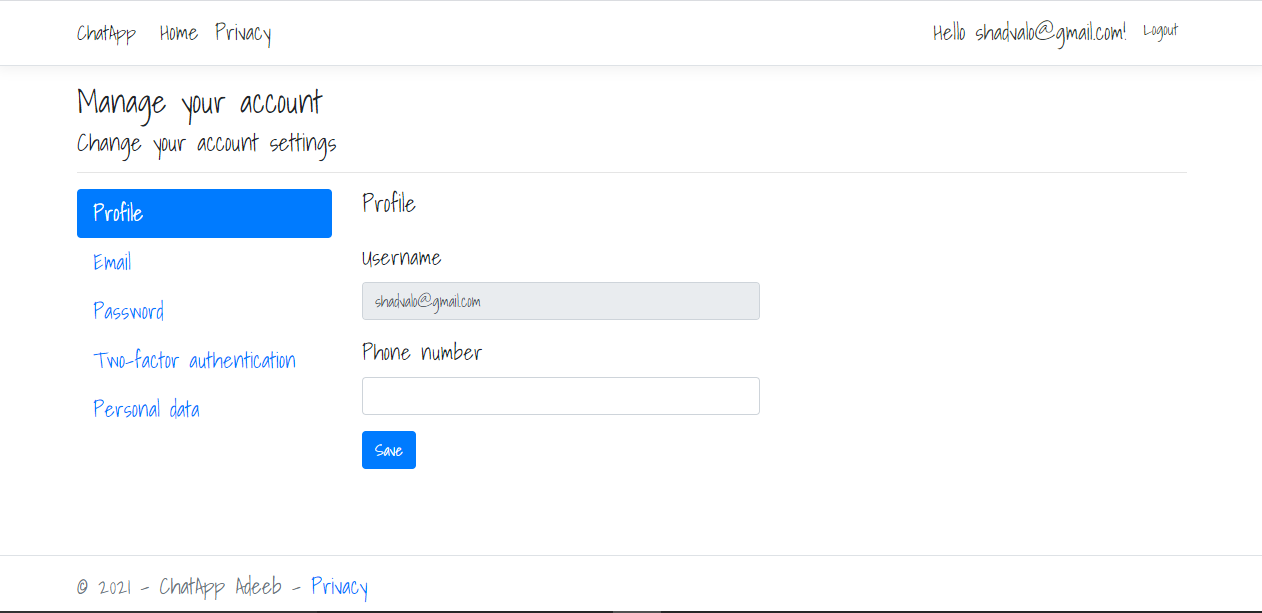 ChatApp Home Privacy Hello shadvalo@gmail.com! Logout
Manage your account
Change your account settings
Profile
Email
Password
Two-factor authentication
Personal data
Profile
Username
shadvalo@gmail.com
Phone number
Save
© 2021 - ChatApp Adeeb - Privacy